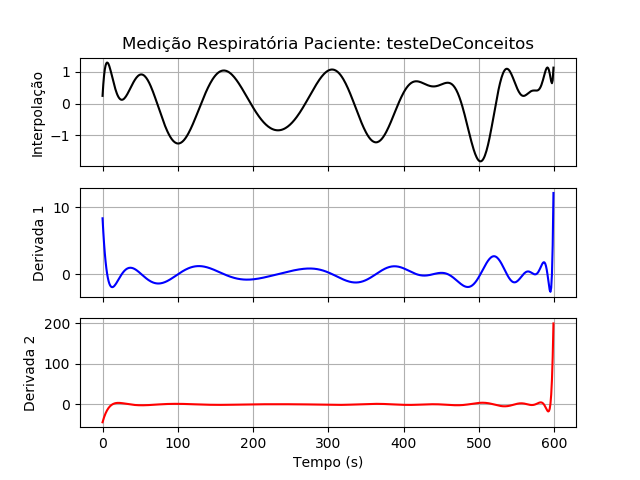 Medição Respiratória Paciente: testeDeConceitos
1
0
−1
Interpolação
10
0
Derivada 1
200
100
0
Derivada 2
0 100 200 300 400 500 600
Tempo (s)